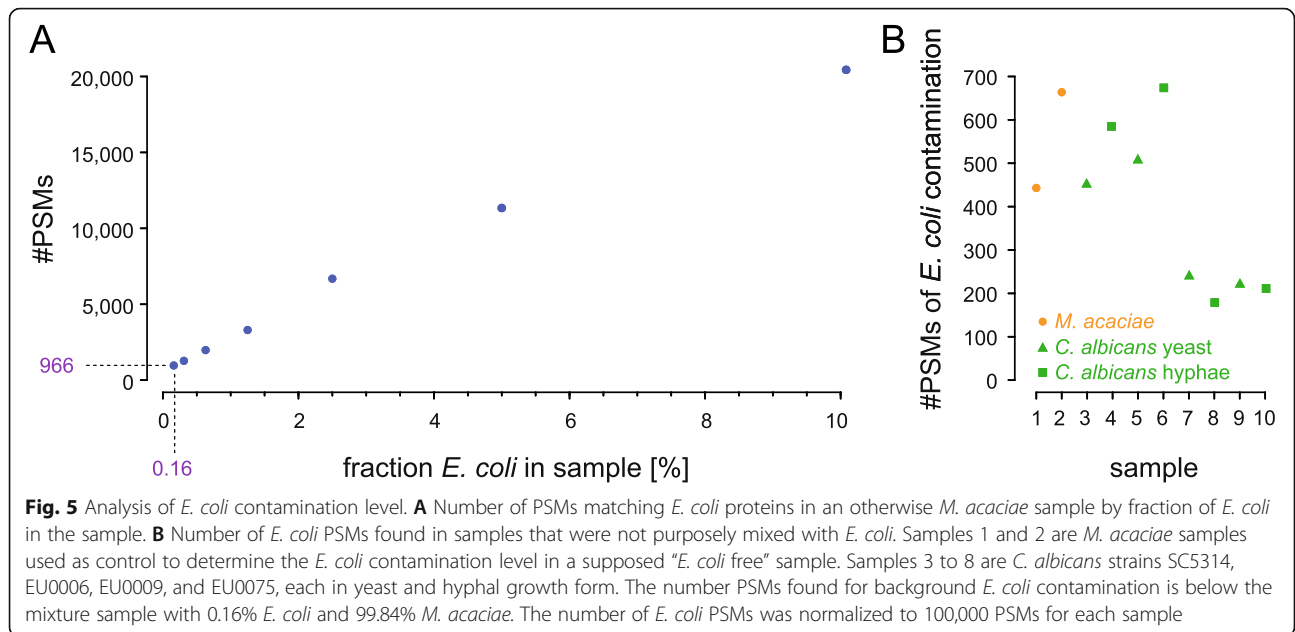 A
20,000
15,000
10,000
5,000
966
0
#PSMs
0 2 4 6 8 10
0.16
fraction E. coli in sample [%]
B
#PSMs of E. coli contamination
700
600
500
400
300
200
100
0
M. acaciae
C. albicans yeast
C. albicans hyphae
1 2 3 4 5 6 7 8 9 10
sample
Fig. 5 Analysis of E. coli contamination level. A Number of PSMs matching E. coli proteins in an otherwise M. acaciae sample by fraction of E. coli
in the sample. B Number of E. coli PSMs found in samples that were not purposely mixed with E. coli. Samples 1 and 2 are M. acaciae samples
used as control to determine the E. coli contamination level in a supposed “E. coli free” sample. Samples 3 to 8 are C. albicans strains SC5314,
EU0006, EU0009, and EU0075, each in yeast and hyphal growth form. The number PSMs found for background E. coli contamination is below the
mixture sample with 0.16% E. coli and 99.84% M. acaciae. The number of E. coli PSMs was normalized to 100,000 PSMs for each sample